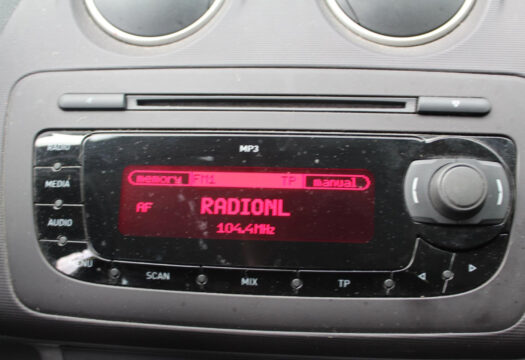 MP3
RADIO
memory FM1 TP manual
MEDIA
AF RADIONL
AUDIO
104.4MHz
SCAN MIX TP